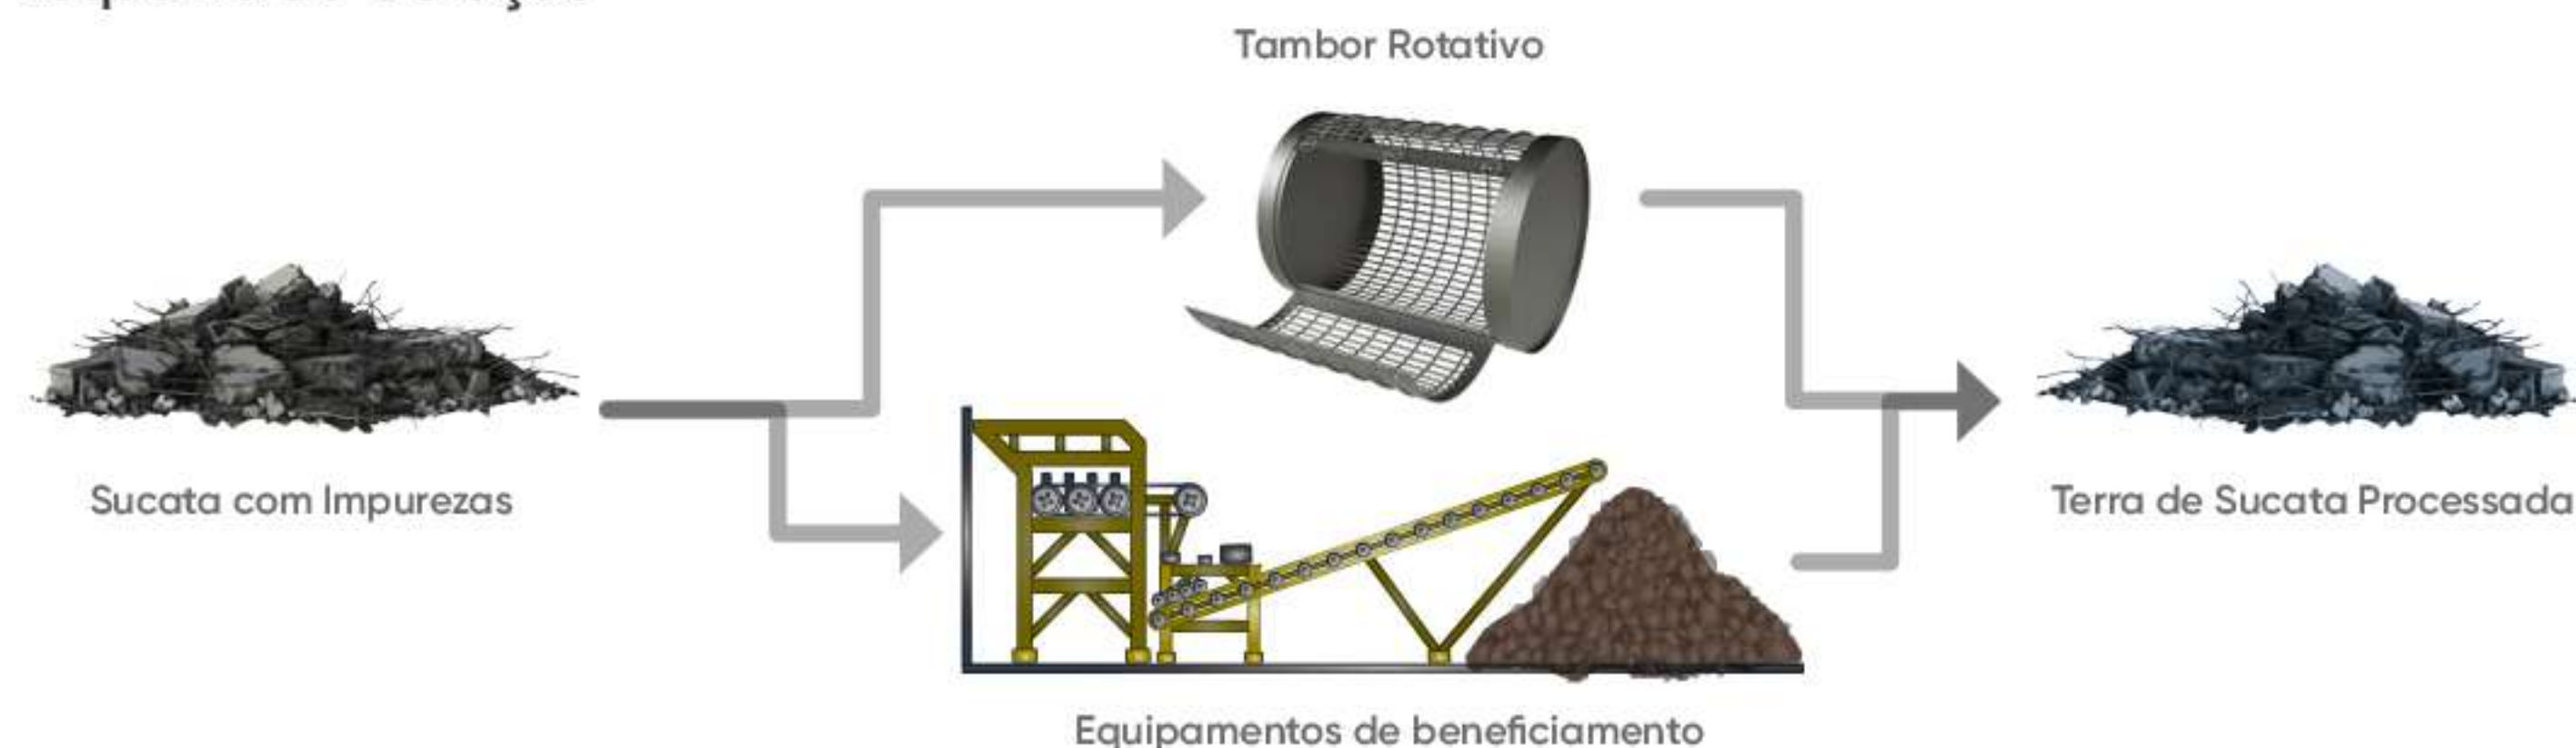 Tambor Rotativo
Sucata com Impurezas
Terra de Sucata Processada
Equipamentos de beneficiamento